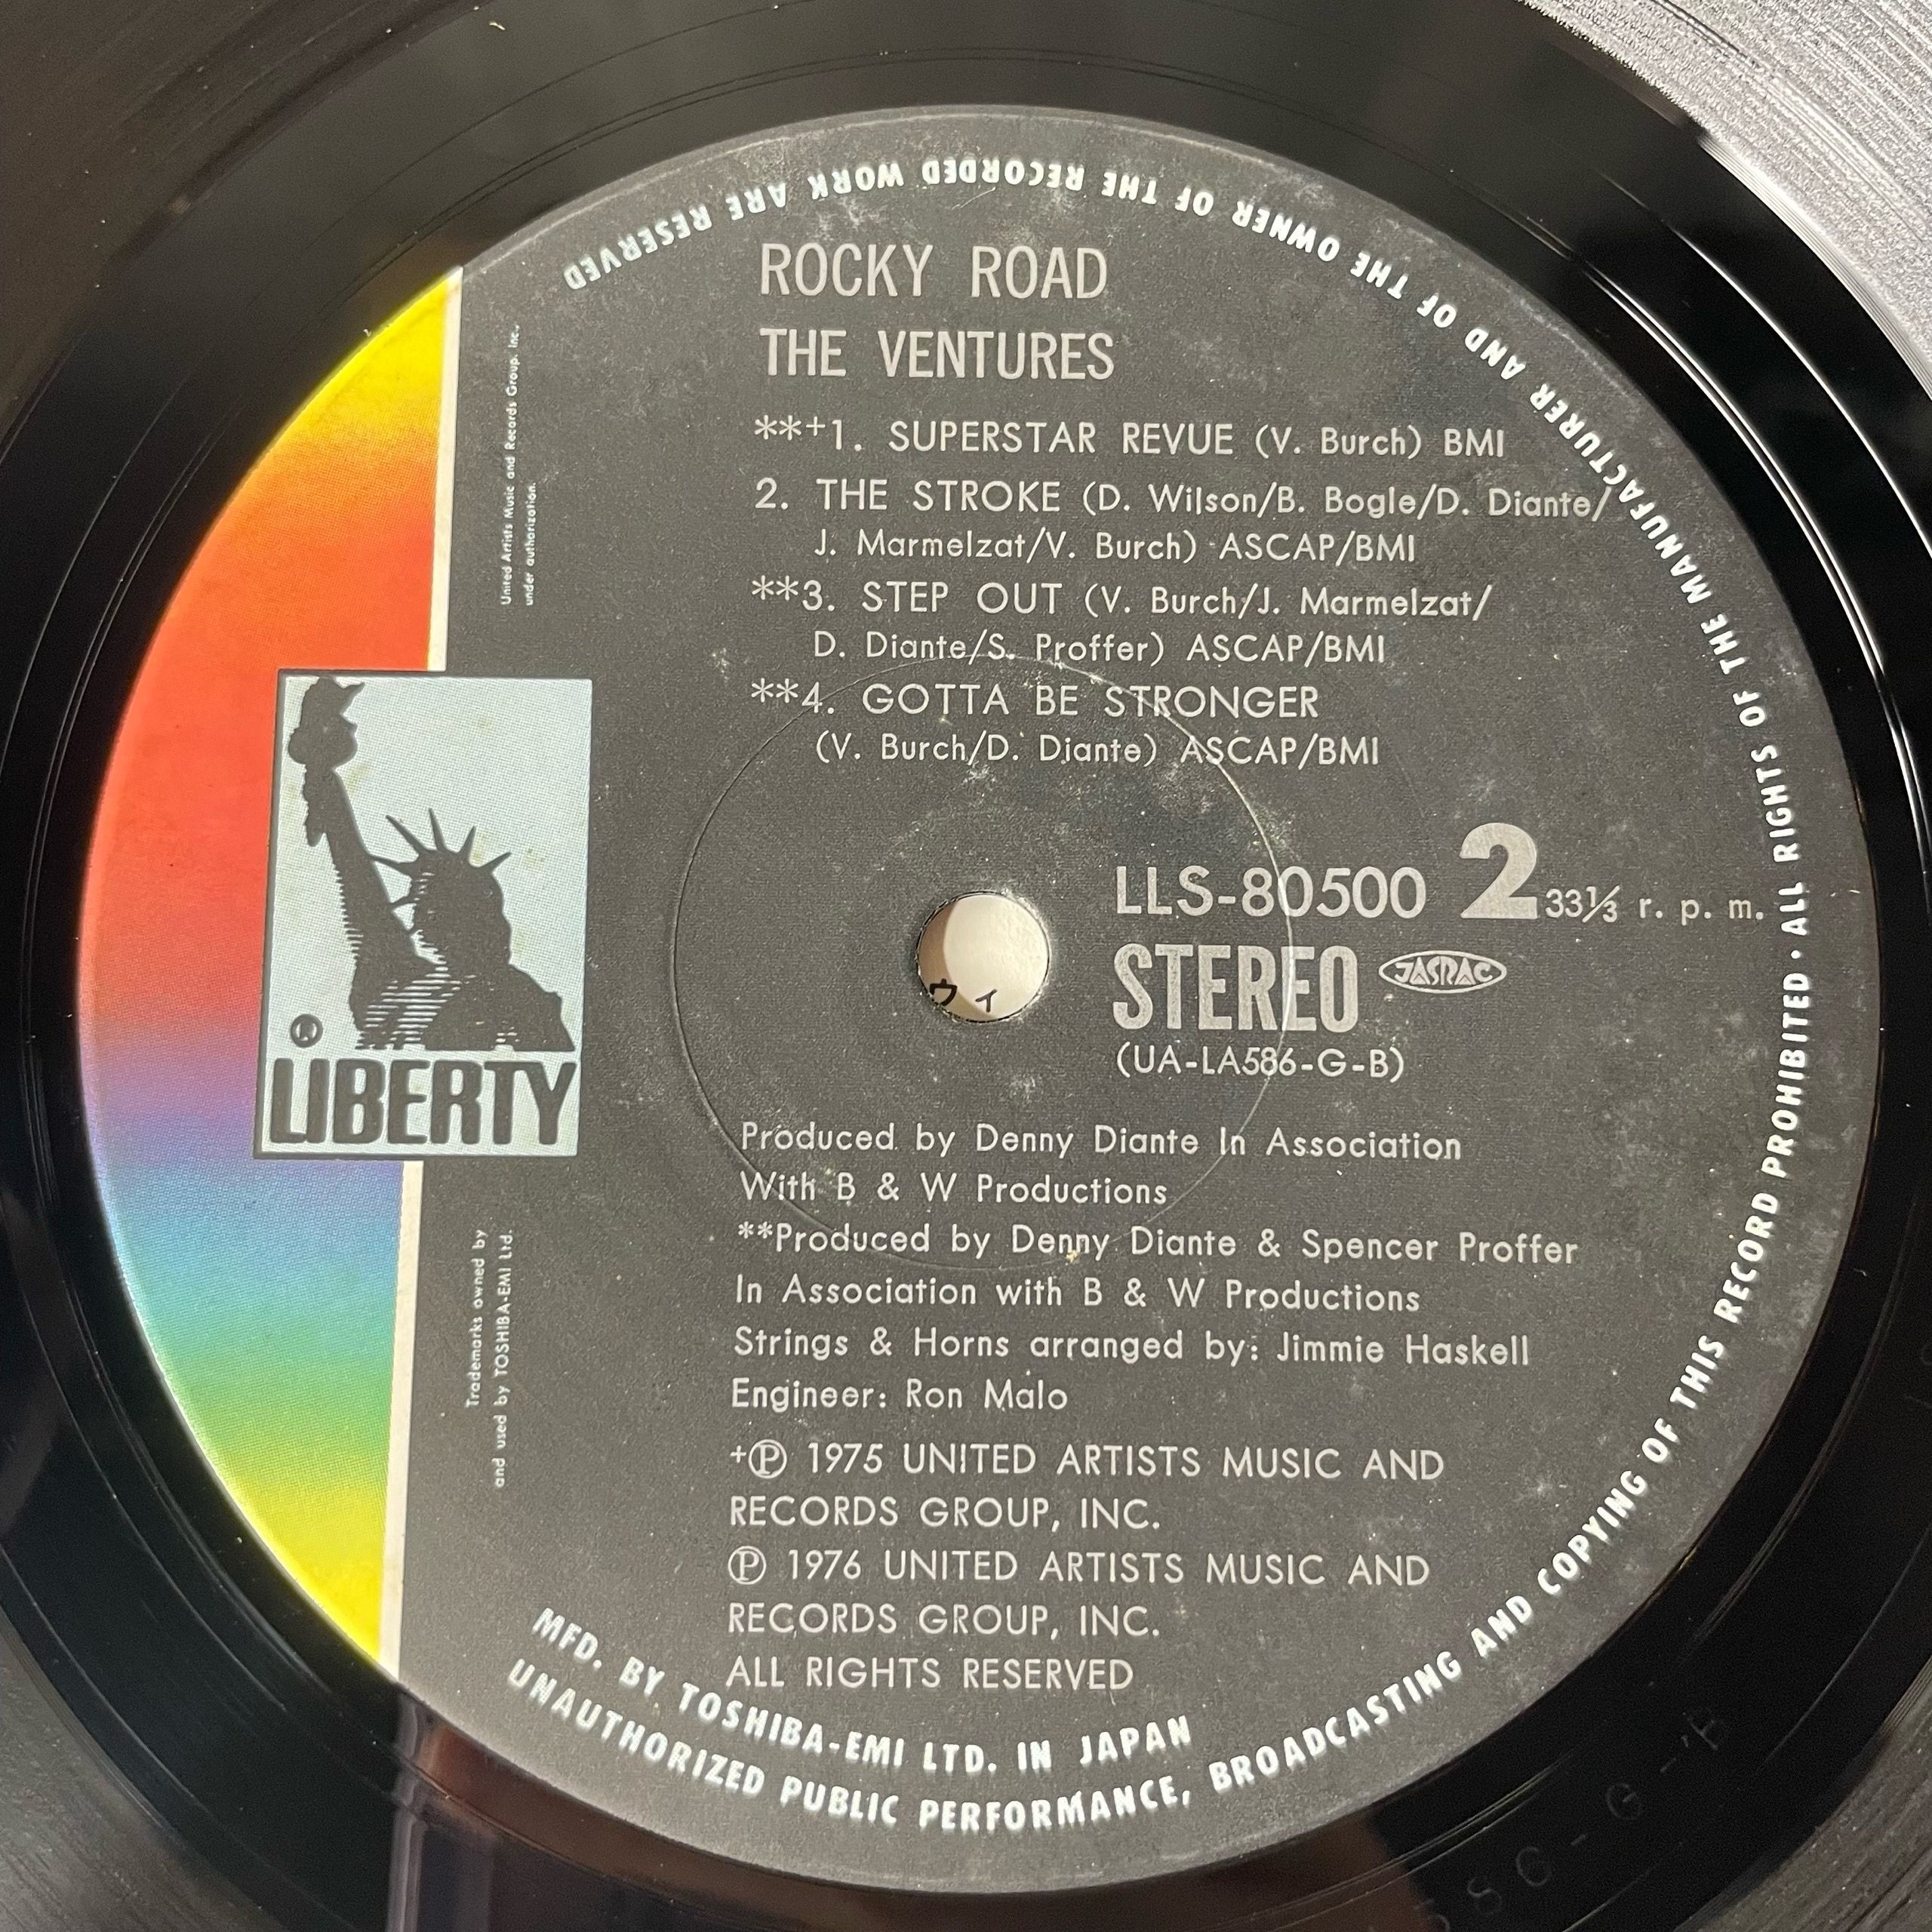 ROCKY ROAD
THE VENTURES
**+1. SUPERSTAR REVUE (V. Burch) BMI
2. THE STROKE (D. Wilson/B. Bogle/D. Diante/
J. Marmelzat/V. Burch) ASCAP/BMI
**3. STEP OUT (V. Burch/J. Marmelzat/
D. Diante/S. Proffer) ASCAP/BMI
**4. GOTTA BE STRONGER
(V. Burch/D. Diante) ASCAP/BMI
LLS-80500 2 33⅓ r. p. m.
STEREO JASRAC
(UA-LA586-G-B)
ウィ
® LIBERTY
United Artists Music and Records Group, Inc.
under authorization.
Trademarks owned by
and used by TOSHIBA-EMI Ltd.
Produced by Denny Diante In Association
With B & W Productions
**Produced by Denny Diante & Spencer Proffer
In Association with B & W Productions
Strings & Horns arranged by: Jimmie Haskell
Engineer: Ron Malo
+℗ 1975 UNITED ARTISTS MUSIC AND
RECORDS GROUP, INC.
℗ 1976 UNITED ARTISTS MUSIC AND
RECORDS GROUP, INC.
ALL RIGHTS RESERVED
MFD. BY TOSHIBA-EMI LTD. IN JAPAN
UNAUTHORIZED PUBLIC PERFORMANCE, BROADCASTING AND COPYING OF THIS RECORD PROHIBITED · ALL RIGHTS OF THE MANUFACTURER AND OF THE OWNER OF THE RECORDED WORK ARE RESERVED